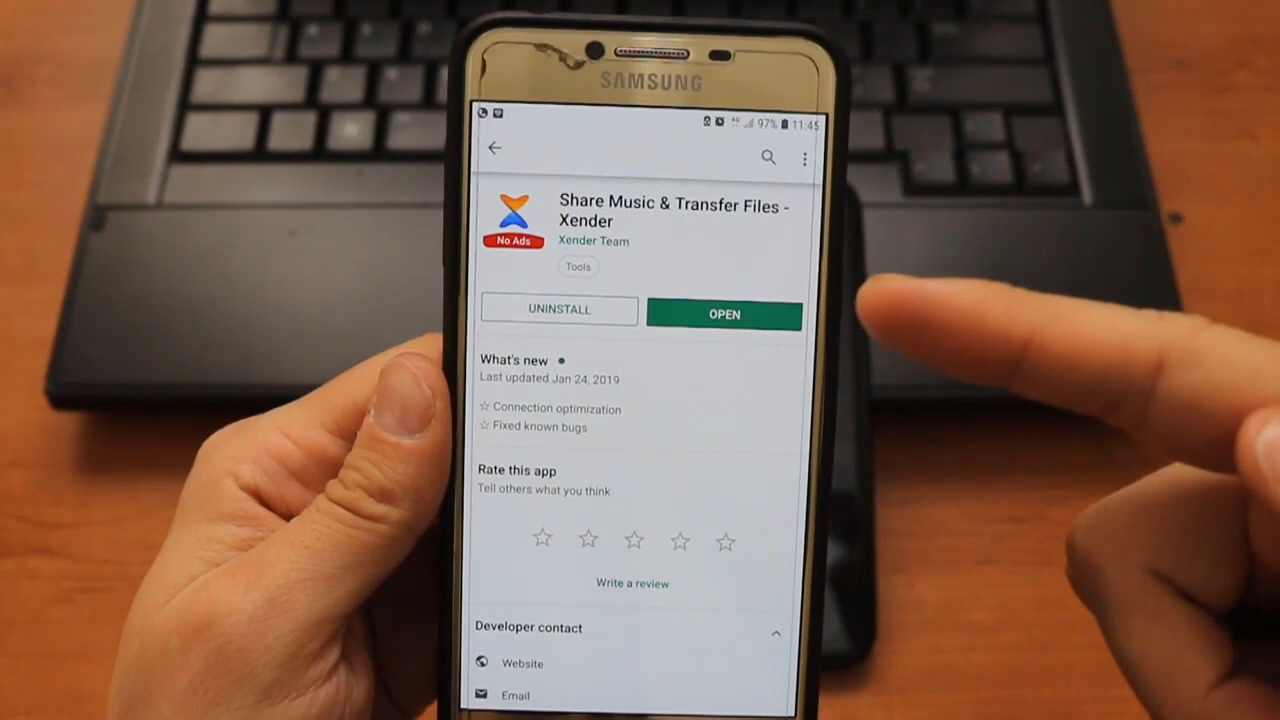 SAMSUNG
4G 97% 11:45
Share Music & Transfer Files -
Xender
No Ads
Xender Team
Tools
UNINSTALL
OPEN
What's new
Last updated Jan 24, 2019
☆ Connection optimization
☆ Fixed known bugs
Rate this app
Tell others what you think
Write a review
Developer contact
Website
Email